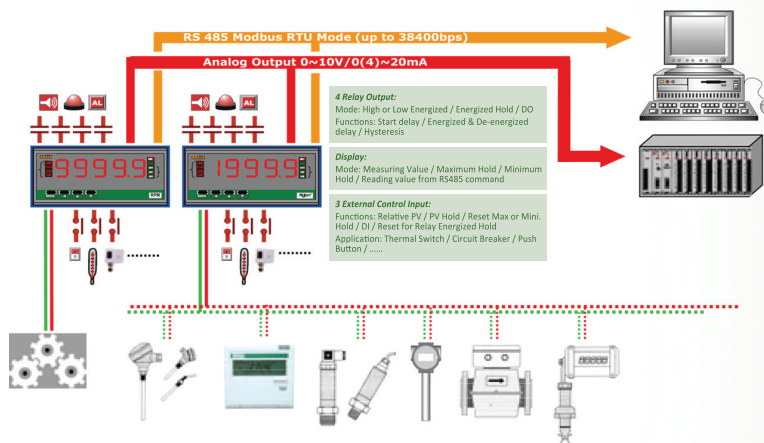 RS 485 Modbus RTU Mode (up to 38400bps)
Analog Output 0~10V/0(4)~20mA
AL
AL
4 Relay Output:
Mode: High or Low Energized / Energized Hold / DO
Functions: Start delay / Energized & De-energized
delay / Hysteresis
Display:
Mode: Measuring Value / Maximum Hold / Minimum
Hold / Reading value from RS485 command
3 External Control Input:
Functions: Relative PV / PV Hold / Reset Max or Mini.
Hold / DI / Reset for Relay Energized Hold
Application: Thermal Switch / Circuit Breaker / Push
Button / ......
9999.9
RPM
1999.9